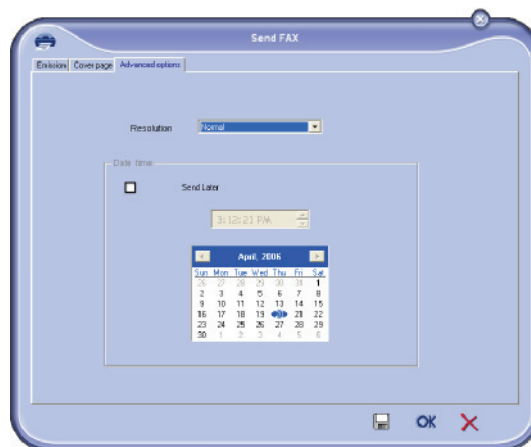 Send FAX
Emission Cover page Advanced options
Resolution Normal
Date time
Send Later
3:12:21 PM
April, 2006
Sun Mon Tue Wed Thu Fri Sat
26 27 28 29 30 31 1
2 3 4 5 6 7 8
9 10 11 12 13 14 15
16 17 18 19 20 21 22
23 24 25 26 27 28 29
30 1 2 3 4 5 6
OK